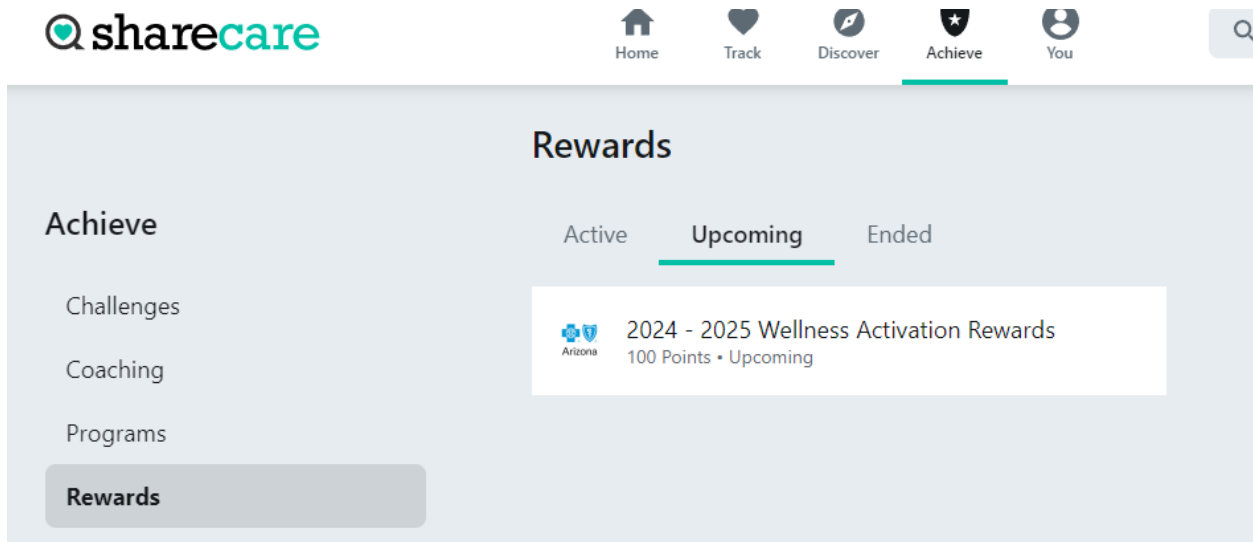 sharecare
Home Track Discover Achieve You
Rewards
Achieve
Active Upcoming Ended
Challenges
Arizona
2024 - 2025 Wellness Activation Rewards
100 Points • Upcoming
Coaching
Programs
Rewards